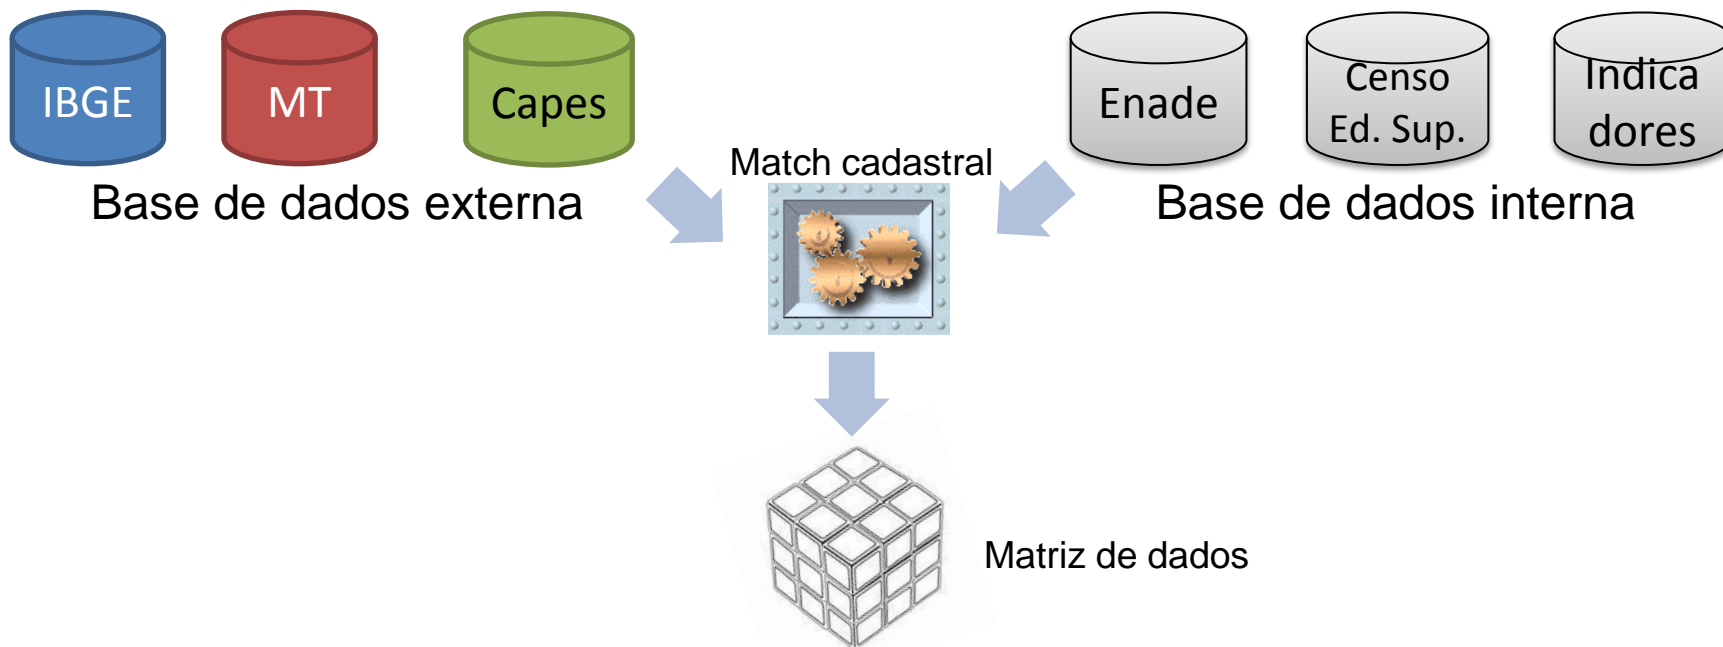 IBGE
MT
Capes
Enade
Censo
Ed. Sup.
Indica
dores
Base de dados externa
Match cadastral
Base de dados interna
Matriz de dados